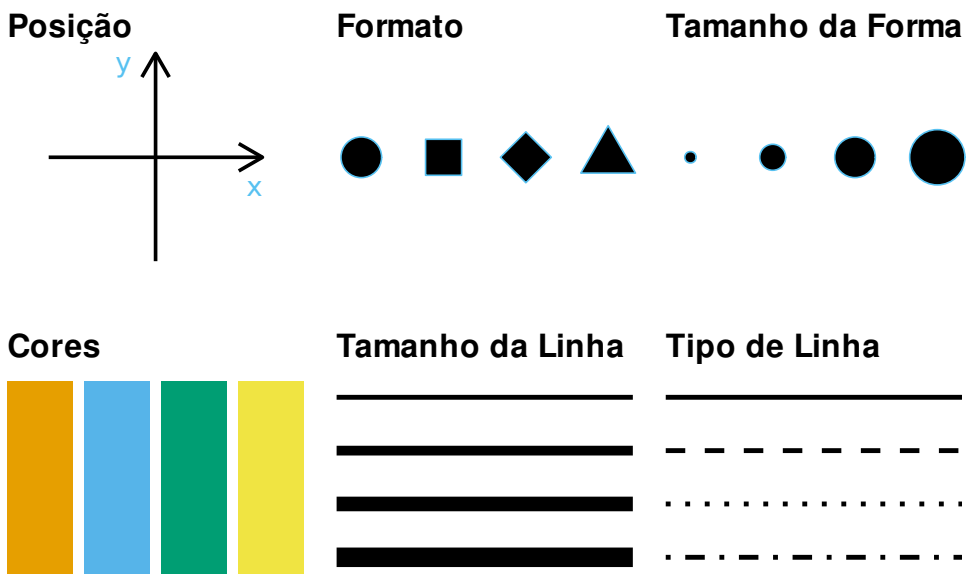 Posição
Formato
Tamanho da Forma
y
x
Cores
Tamanho da Linha
Tipo de Linha